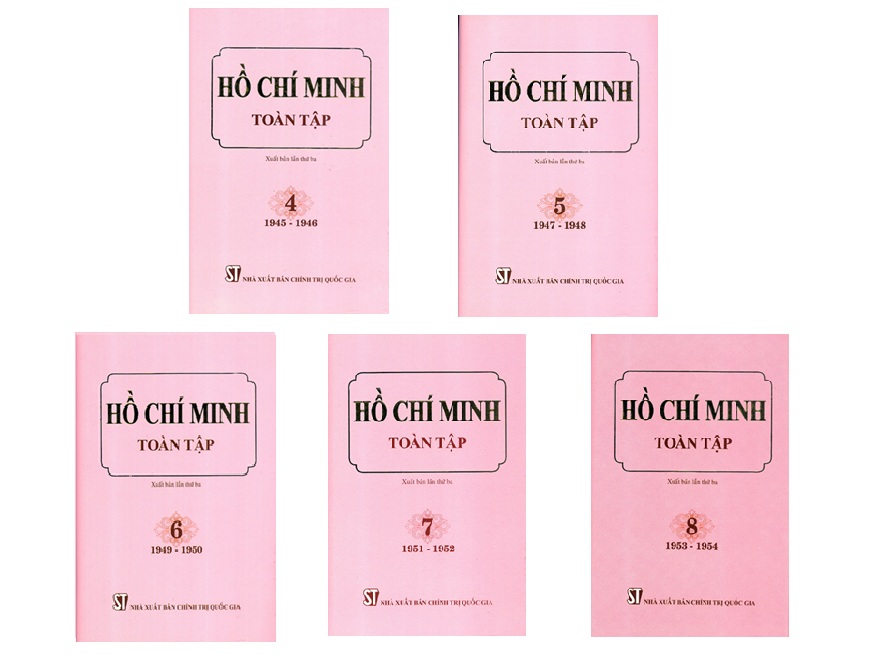 HỒ CHÍ MINH
TOÀN TẬP
Xuất bản lần thứ ba
4
1945 - 1946
ST NHÀ XUẤT BẢN CHÍNH TRỊ QUỐC GIA
HỒ CHÍ MINH
TOÀN TẬP
Xuất bản lần thứ ba
5
1947 - 1948
ST NHÀ XUẤT BẢN CHÍNH TRỊ QUỐC GIA
HỒ CHÍ MINH
TOÀN TẬP
Xuất bản lần thứ ba
6
1949 - 1950
ST NHÀ XUẤT BẢN CHÍNH TRỊ QUỐC GIA
HỒ CHÍ MINH
TOÀN TẬP
Xuất bản lần thứ ba
7
1951 - 1952
ST NHÀ XUẤT BẢN CHÍNH TRỊ QUỐC GIA
HỒ CHÍ MINH
TOÀN TẬP
Xuất bản lần thứ ba
8
1953 - 1954
ST NHÀ XUẤT BẢN CHÍNH TRỊ QUỐC GIA